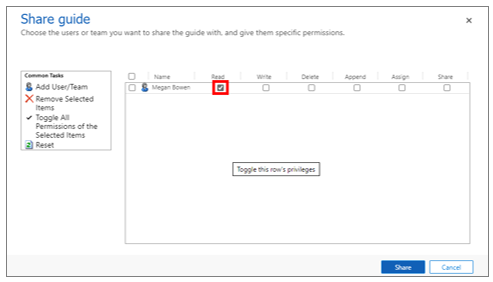 Share guide
Choose the users or team you want to share the guide with, and give them specific permissions.
Common Tasks
Add User/Team
Remove Selected
Items
Toggle All
Permissions of the
Selected Items
Reset
Name Read Write Delete Append Assign Share
Megan Bowen
Toggle this row's privileges
Share Cancel